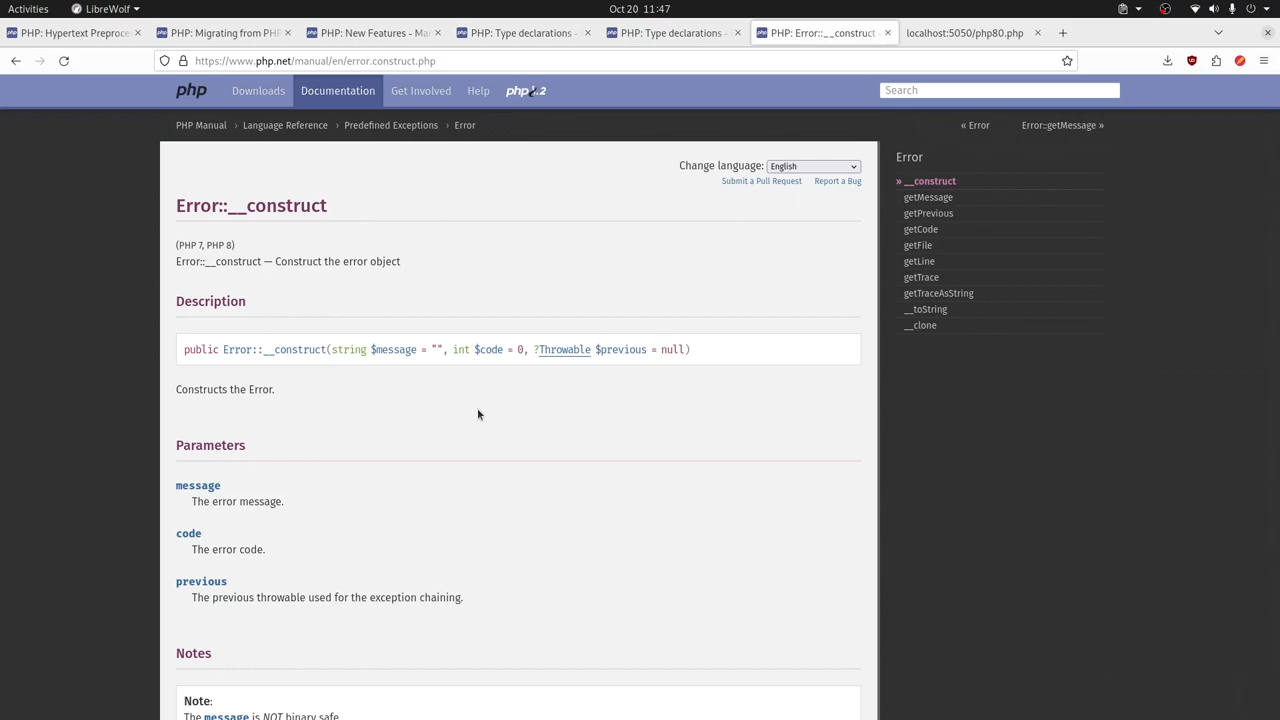 Activities
LibreWolf
Oct 20 11:47
PHP: Hypertext Preproce
PHP: Migrating from PH
PHP: New Features - Ma
PHP: Type declarations -
PHP: Type declarations -
PHP: Error::__construct -
localhost:5050/php80.php
https://www.php.net/manual/en/error.construct.php
php
Downloads
Documentation
Get Involved
Help
Search
PHP Manual › Language Reference › Predefined Exceptions › Error
« Error
Error::getMessage »
Change language: English
Submit a Pull Request Report a Bug
Error::__construct
(PHP 7, PHP 8)
Error::__construct — Construct the error object
Description
public Error::__construct(string $message = "", int $code = 0, ?Throwable $previous = null)
Constructs the Error.
Parameters
message
The error message.
code
The error code.
previous
The previous throwable used for the exception chaining.
Notes
Note:
The message is NOT binary safe.
Error
» __construct
getMessage
getPrevious
getCode
getFile
getLine
getTrace
getTraceAsString
__toString
__clone